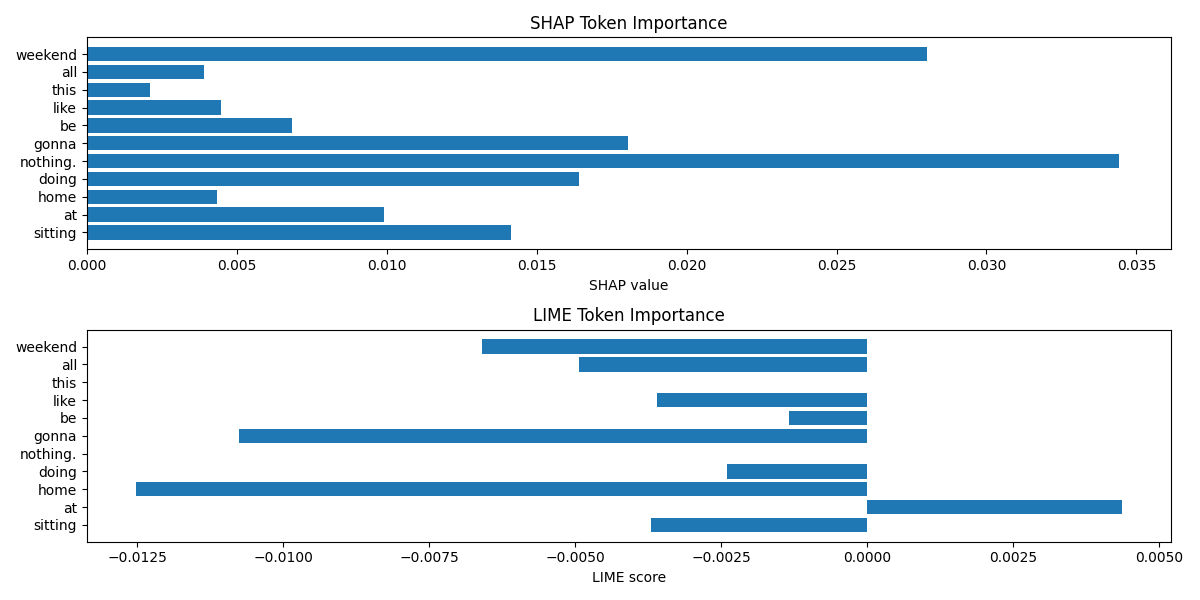 SHAP Token Importance
weekend
all
this
like
be
gonna
nothing.
doing
home
at
sitting
0.000 0.005 0.010 0.015 0.020 0.025 0.030 0.035
SHAP value
LIME Token Importance
weekend
all
this
like
be
gonna
nothing.
doing
home
at
sitting
−0.0125 −0.0100 −0.0075 −0.0050 −0.0025 0.0000 0.0025 0.0050
LIME score